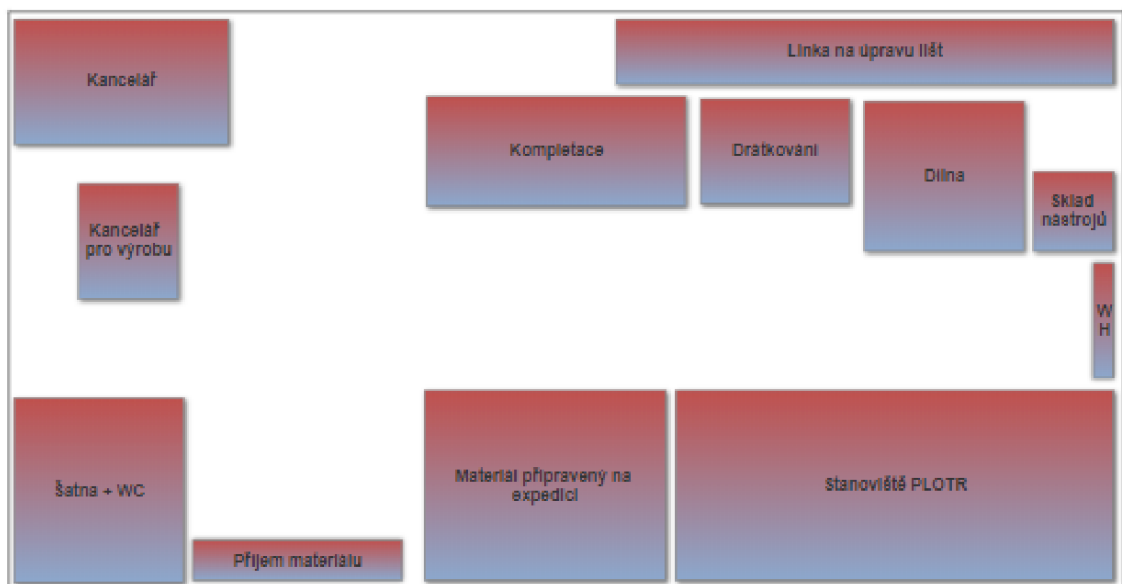 Kancelář
Linka na úpravu lišt
Kompletace
Drátkování
Dílna
Sklad
nástrojů
Kancelář
pro výrobu
W
H
Šatna + WC
Materiál připravený na
expedici
Stanoviště PLOTR
Příjem materiálu